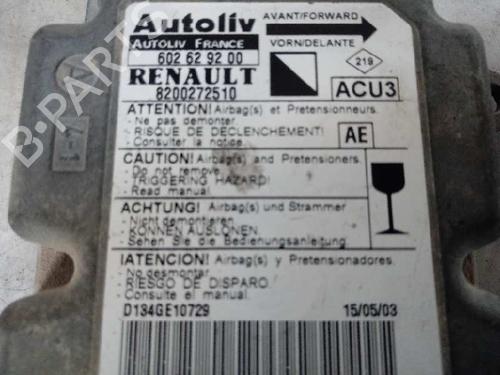 Autoliv
AVANT/FORWARD
AUTOLIV FRANCE
VORN/DELANTE
602 62 92 00
219
RENAULT
8200272510
ACU3
ATTENTION! Airbag(s) et Pretensionneurs.
- Ne pas demonter.
- RISQUE DE DECLENCHEMENT!
- Consulter la notice.
AE
CAUTION! Airbag(s) and Pretensioners.
- Do not remove.
- TRIGGERING HAZARD!
- Read manual.
ACHTUNG! Airbag(s) und Strammer
- Nicht demontieren.
- KONNEN AUSLONEN
- Sehen Sie die Bedienungsanleitung.
!ATENCION! Airbag(s) y Pretensionadores.
- No desmontar.
- RIESGO DE DISPARO.
- Consulte el manual.
D134GE10729
15/05/03
B-PARTS